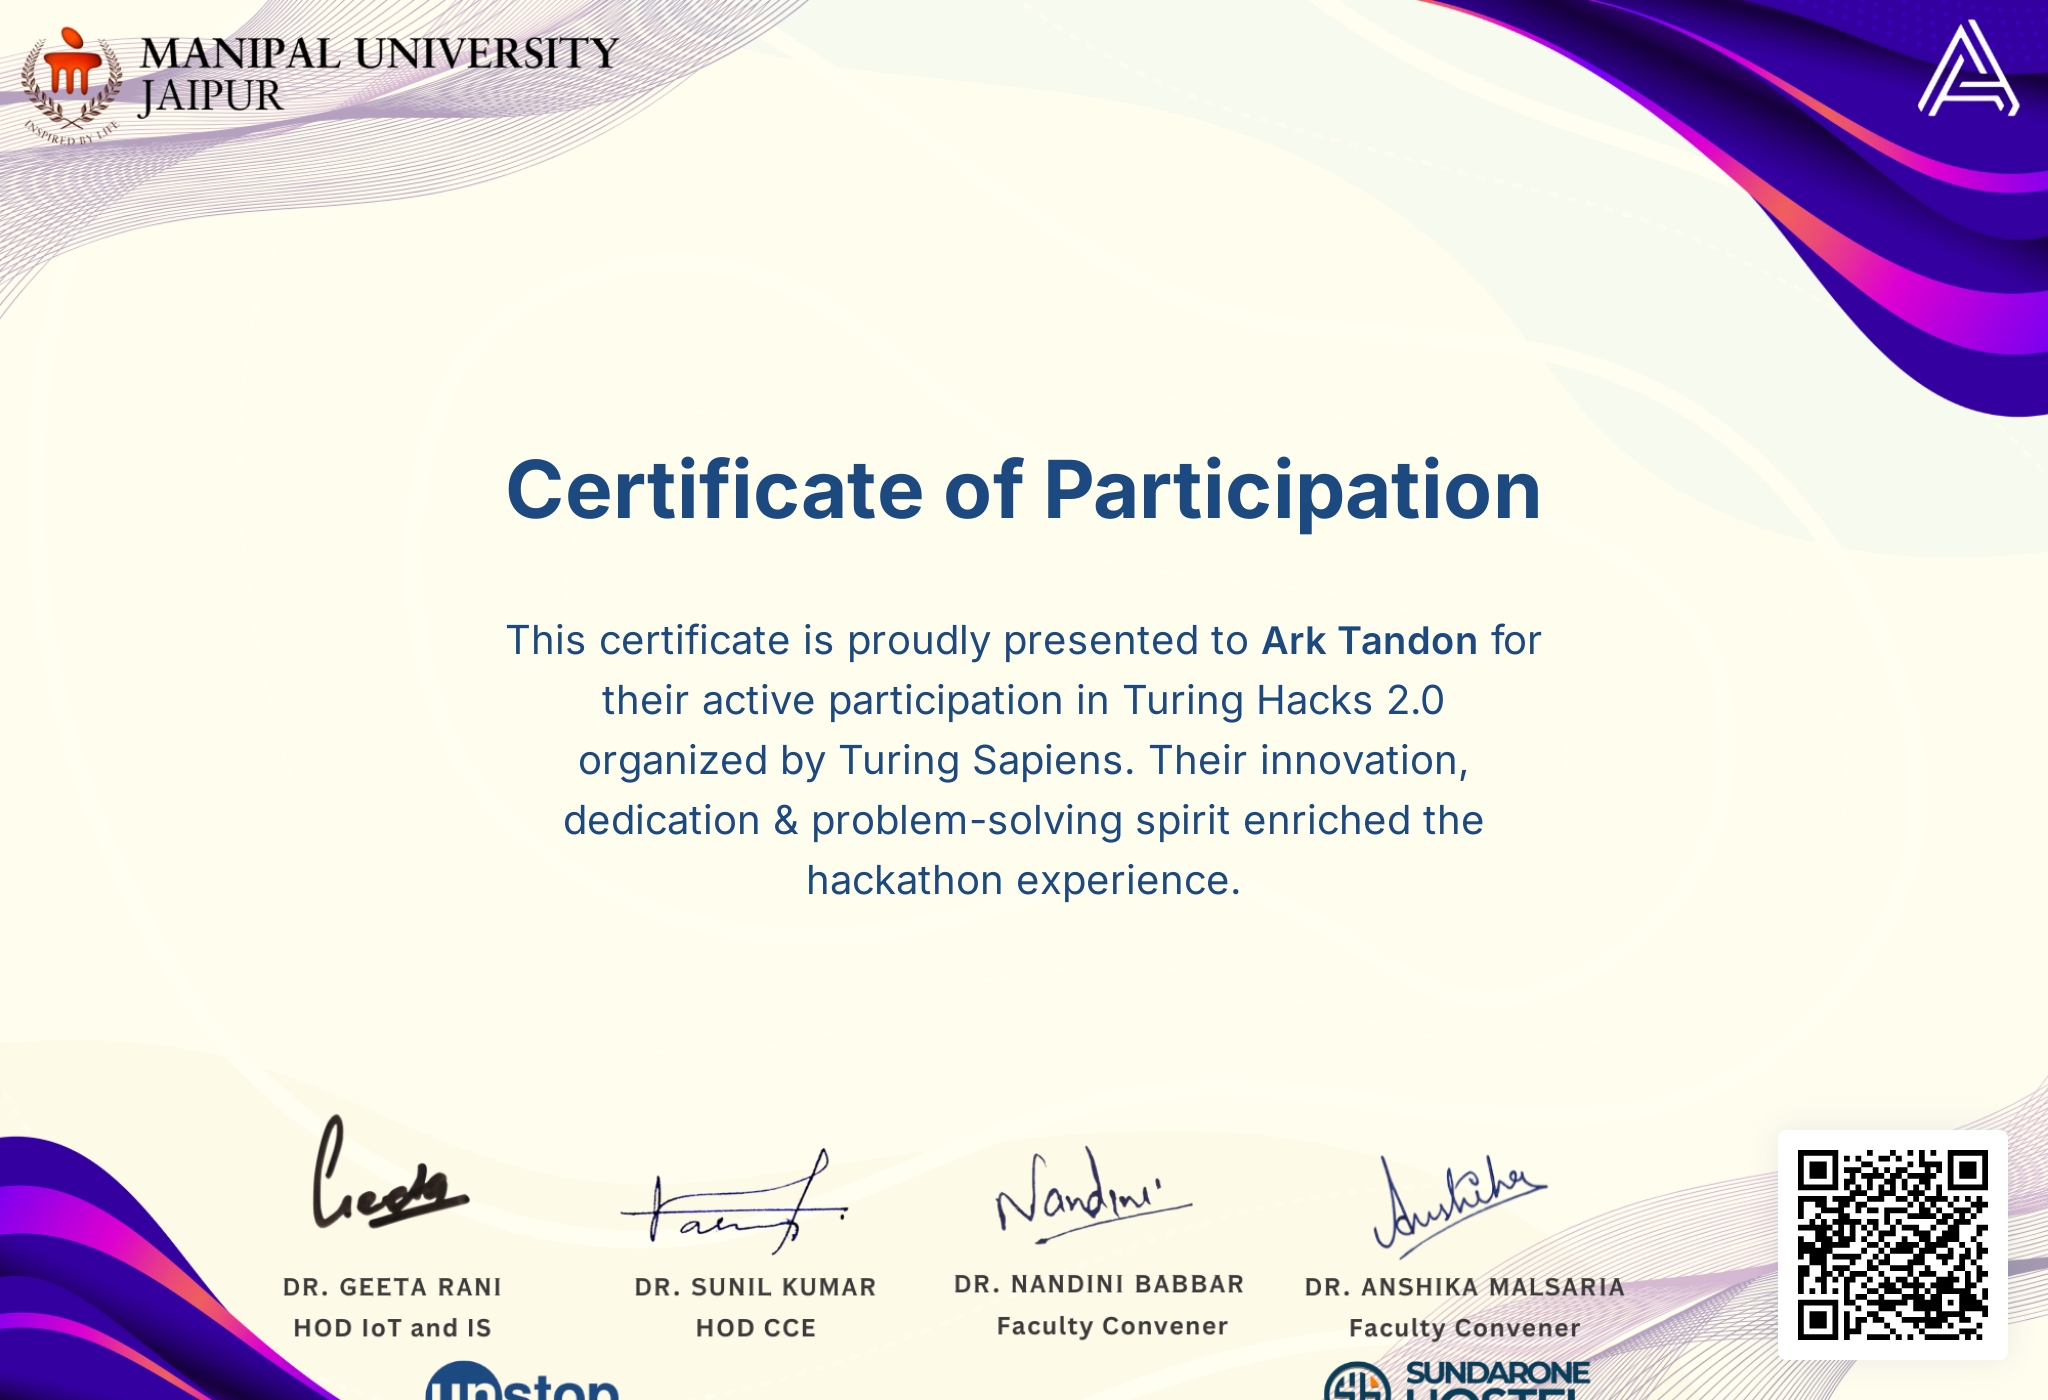 MANIPAL UNIVERSITY
JAIPUR
INSPIRED BY LIFE
Certificate of Participation
This certificate is proudly presented to Ark Tandon for
their active participation in Turing Hacks 2.0
organized by Turing Sapiens. Their innovation,
dedication & problem-solving spirit enriched the
hackathon experience.
Geeta
Nandini
Anshika
DR. GEETA RANI
HOD IoT and IS
DR. SUNIL KUMAR
HOD CCE
DR. NANDINI BABBAR
Faculty Convener
DR. ANSHIKA MALSARIA
Faculty Convener
unstop
SUNDARONE
HOSTEL